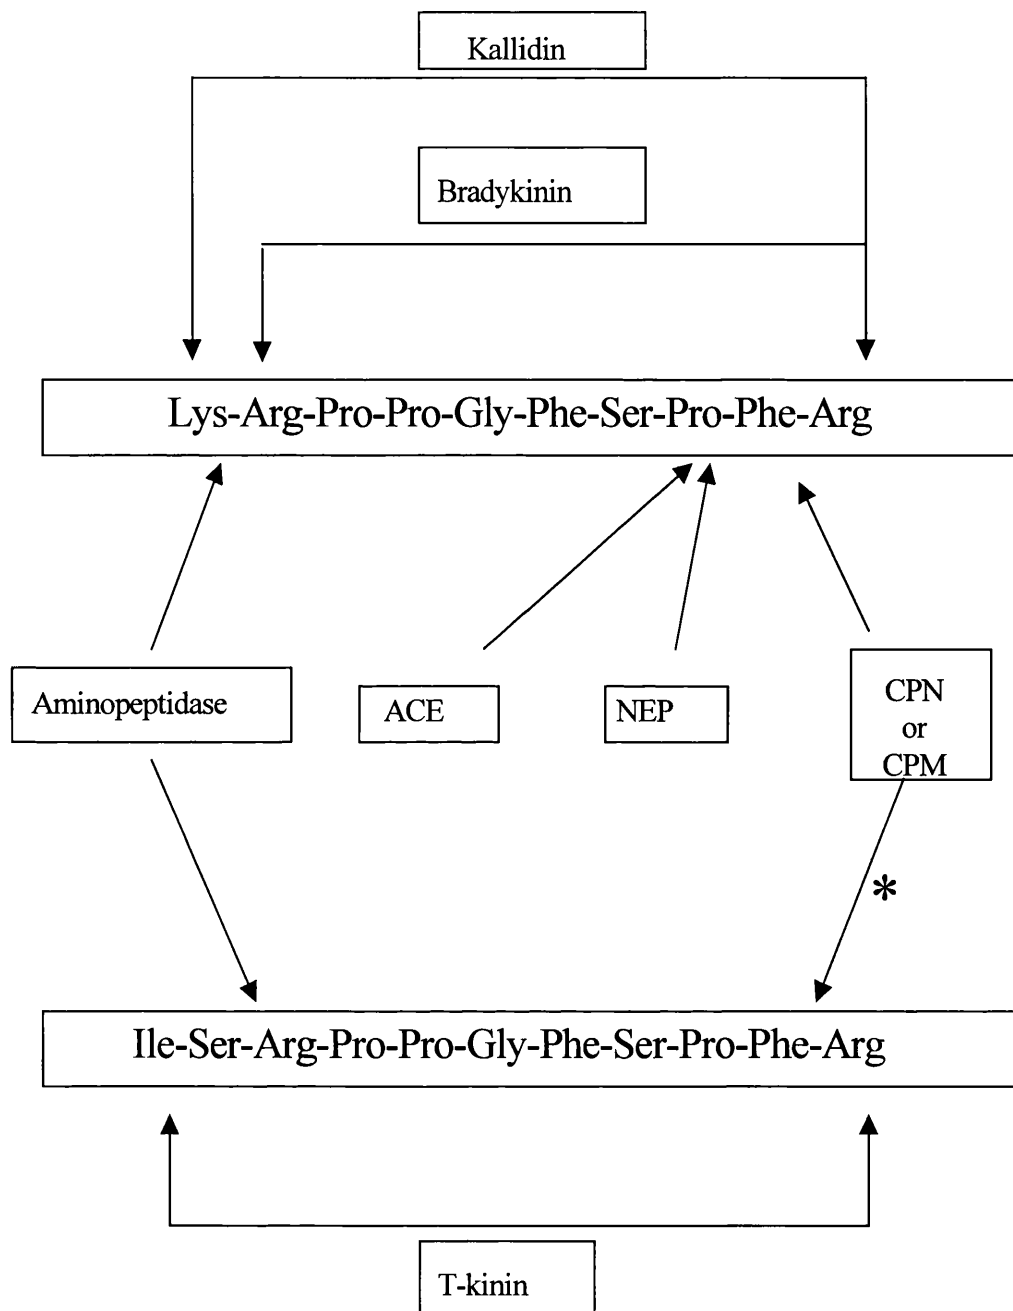 Kallidin
Bradykinin
Lys-Arg-Pro-Pro-Gly-Phe-Ser-Pro-Phe-Arg
Aminopeptidase
ACE
NEP
CPN
or
CPM
*
Ile-Ser-Arg-Pro-Pro-Gly-Phe-Ser-Pro-Phe-Arg
T-kinin